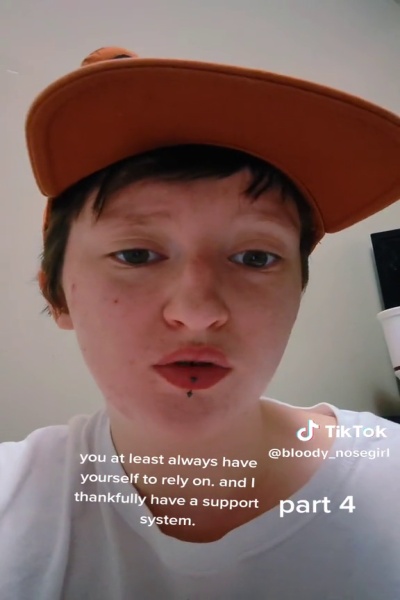 TikTok
@bloody_nosegirl
you at least always have
yourself to rely on. and I
thankfully have a support
system.
part 4